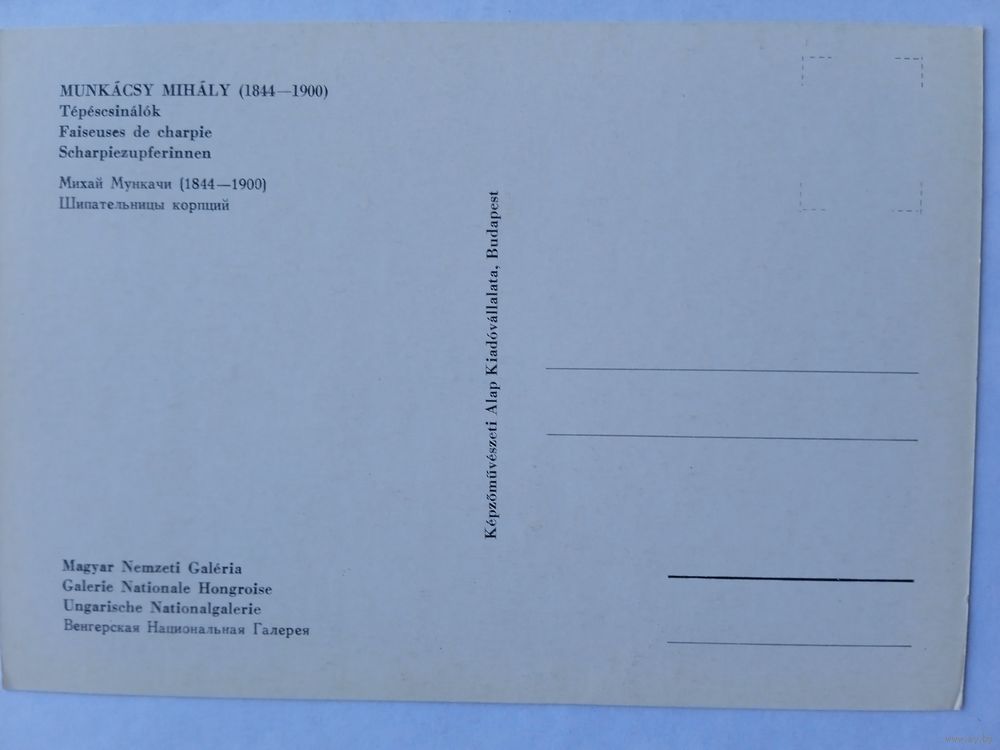 MUNKÁCSY MIHÁLY (1844—1900)
Tépéscsinálók
Faiseuses de charpie
Scharpiezupferinnen
Михай Мункачи (1844—1900)
Шипательницы корпций
Képzőművészeti Alap Kiadóvállalata, Budapest
Magyar Nemzeti Galéria
Galerie Nationale Hongroise
Ungarische Nationalgalerie
Венгерская Национальная Галерея